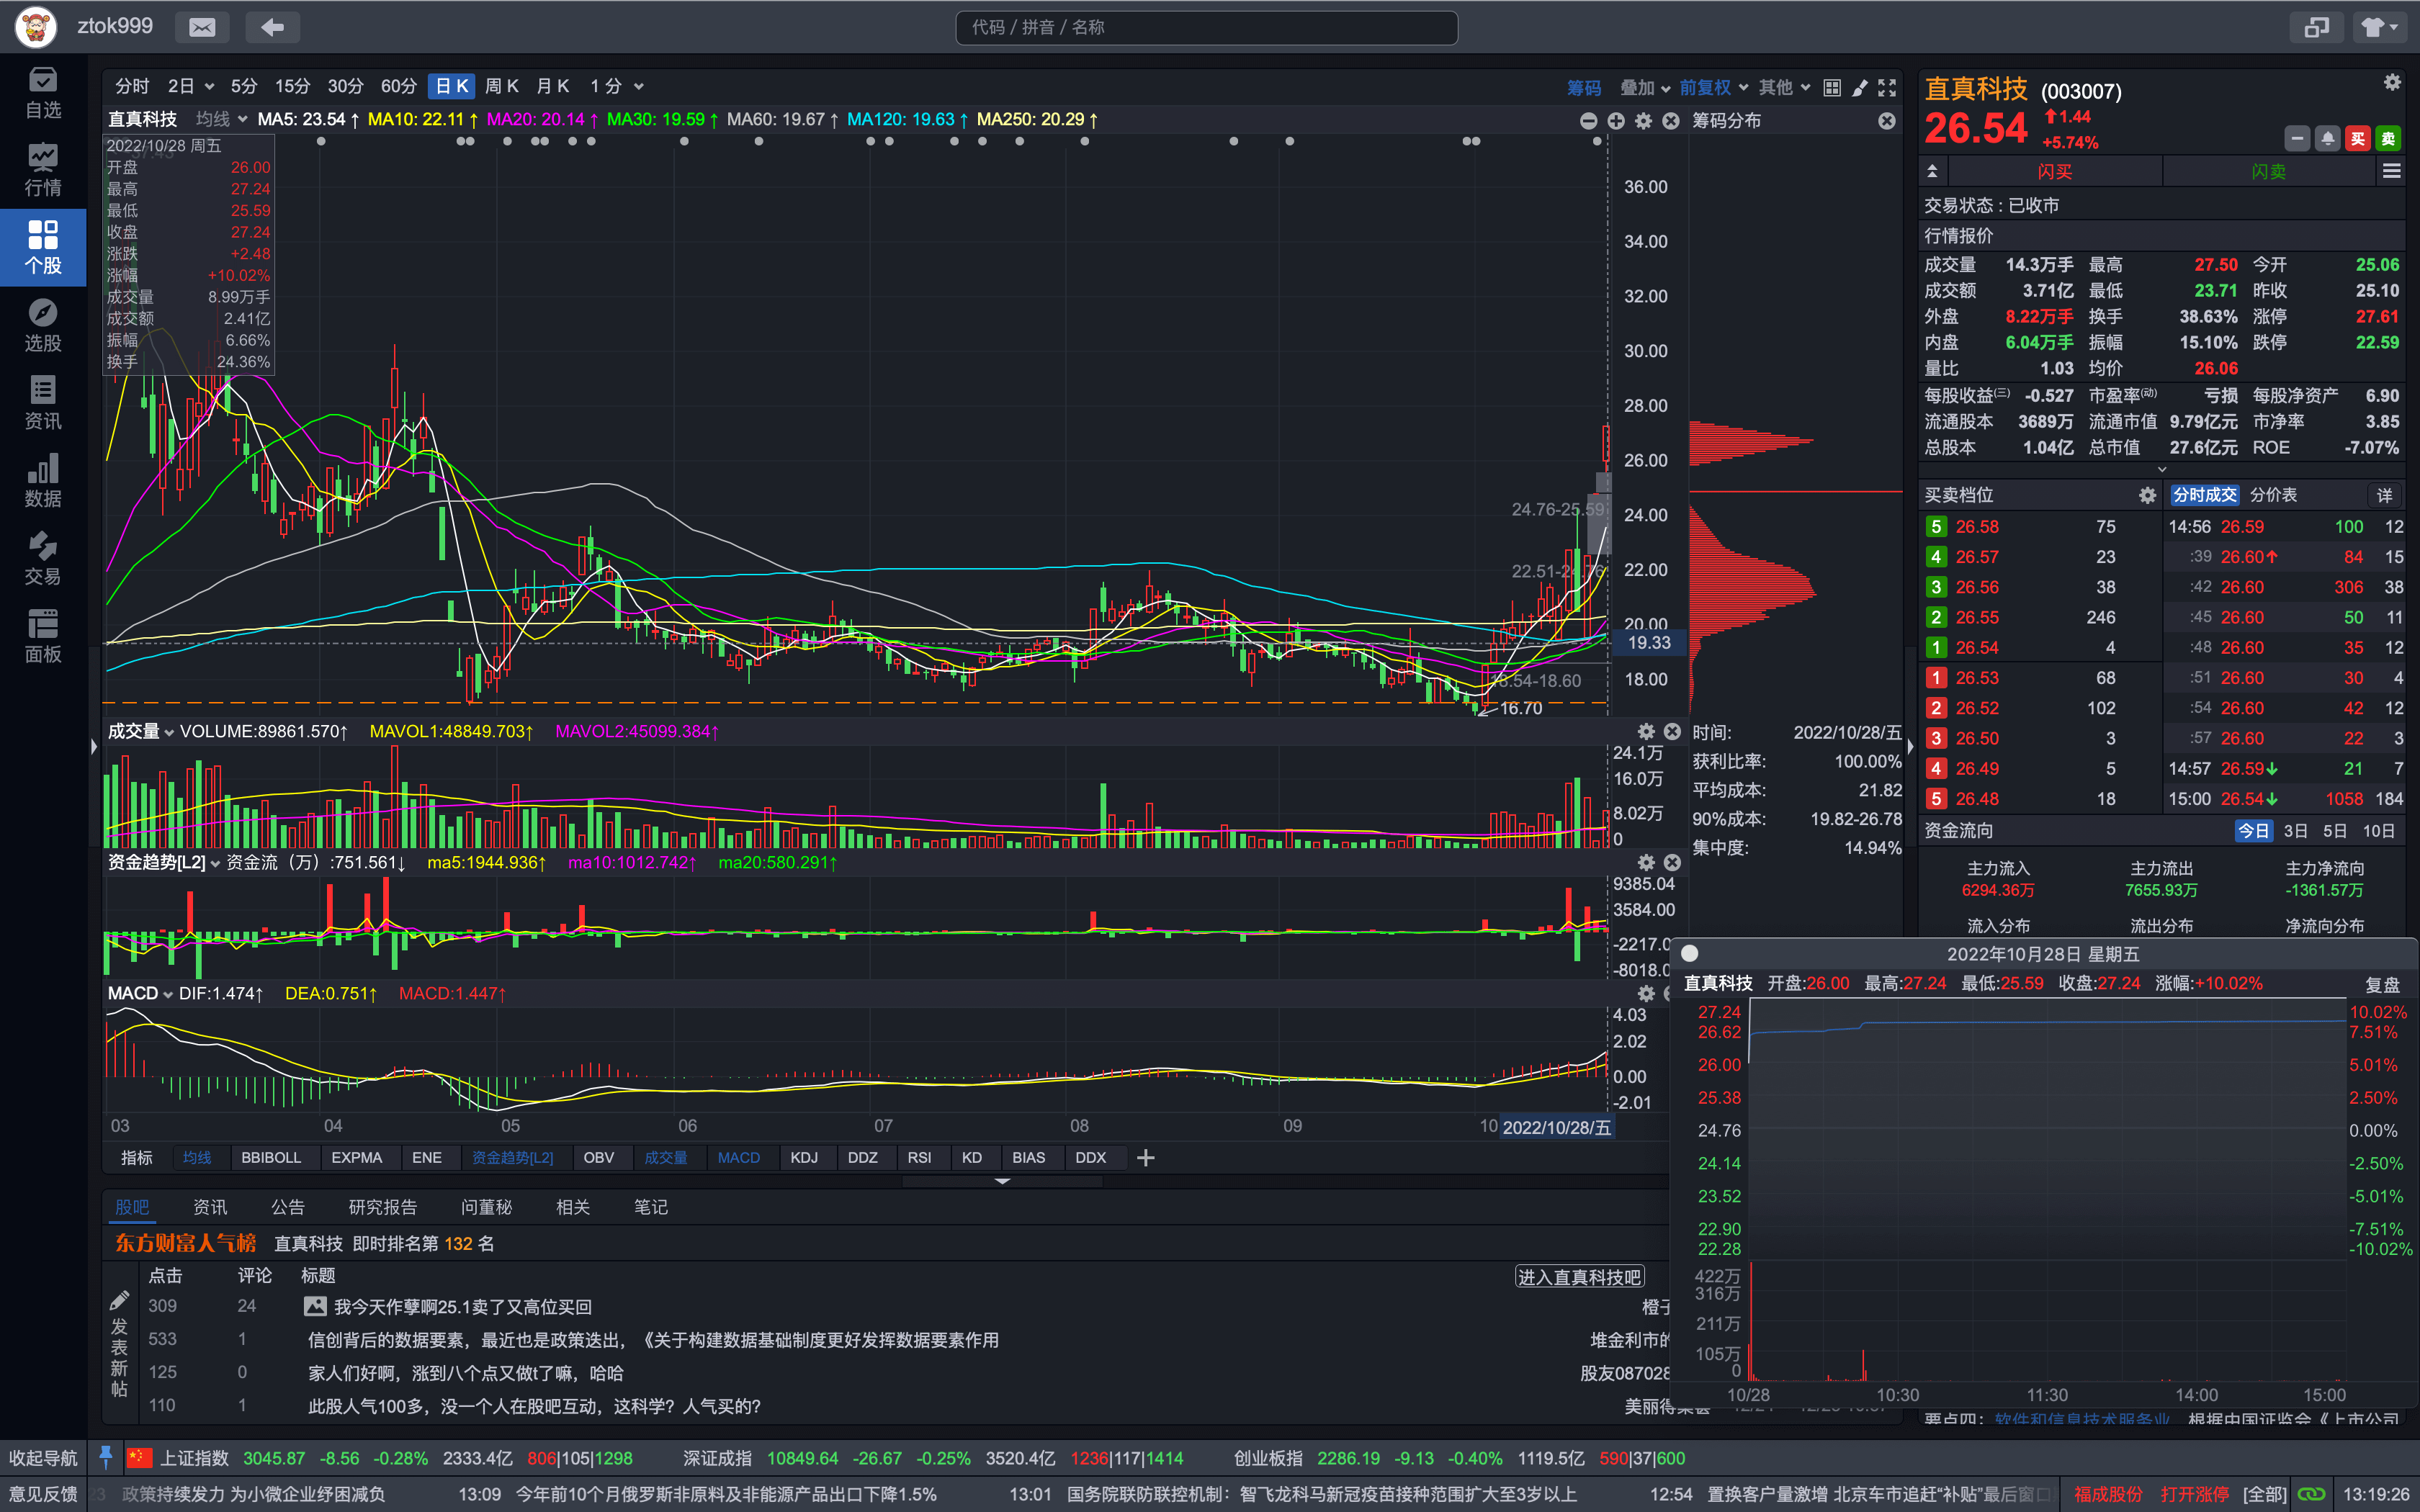 ztok999
代码 / 拼音 / 名称
自选
行情
个股
选股
资讯
数据
交易
面板
分时 2日 5分 15分 30分 60分 日K 周K 月K 1分 筹码 叠加 前复权 其他
直真科技 均线 MA5: 23.54↑ MA10: 22.11↑ MA20: 20.14↑ MA30: 19.59↑ MA60: 19.67↑ MA120: 19.63↑ MA250: 20.29↑
筹码分布
2022/10/28 周五
开盘 26.00
最高 27.24
最低 25.59
收盘 27.24
涨跌 +2.48
涨幅 +10.02%
成交量 8.99万手
成交额 2.41亿
振幅 6.66%
换手 24.36%
36.00
34.00
32.00
30.00
28.00
26.00
24.00
22.00
20.00
19.33
18.00
24.76-25.59
22.51-24.76
18.54-18.60
16.70
成交量 VOLUME:89861.570↑ MAVOL1:48849.703↑ MAVOL2:45099.384↑
24.1万
16.0万
8.02万
0
资金趋势[L2] 资金流（万）:751.561↓ ma5:1944.936↑ ma10:1012.742↑ ma20:580.291↑
9385.04
3584.00
-2217.0
-8018.0
MACD DIF:1.474↑ DEA:0.751↑ MACD:1.447↑
4.03
2.02
0.00
-2.01
03 04 05 06 07 08 09 10 2022/10/28/五
指标 均线 BBIBOLL EXPMA ENE 资金趋势[L2] OBV 成交量 MACD KDJ DDZ RSI KD BIAS DDX
时间: 2022/10/28/五
获利比率: 100.00%
平均成本: 21.82
90%成本: 19.82-26.78
集中度: 14.94%
股吧 资讯 公告 研究报告 问董秘 相关 笔记
东方财富人气榜 直真科技 即时排名第 132 名
点击 评论 标题 进入直真科技吧
发表新帖
309 24 我今天作孽啊25.1卖了又高位买回 橙子
533 1 信创背后的数据要素，最近也是政策迭出，《关于构建数据基础制度更好发挥数据要素作用 堆金利市的
125 0 家人们好啊，涨到八个点又做t了嘛，哈哈 股友087028
110 1 此股人气100多，没一个人在股吧互动，这科学？人气买的?
直真科技 (003007)
26.54 1.44
+5.74%
买 卖
闪买 闪卖
交易状态：已收市
行情报价
成交量 14.3万手 最高 27.50 今开 25.06
成交额 3.71亿 最低 23.71 昨收 25.10
外盘 8.22万手 换手 38.63% 涨停 27.61
内盘 6.04万手 振幅 15.10% 跌停 22.59
量比 1.03 均价 26.06
每股收益(三) -0.527 市盈率(动) 亏损 每股净资产 6.90
流通股本 3689万 流通市值 9.79亿元 市净率 3.85
总股本 1.04亿 总市值 27.6亿元 ROE -7.07%
买卖档位 分时成交 分价表 详
5 26.58 75 14:56 26.59 100 12
4 26.57 23 :39 26.60↑ 84 15
3 26.56 38 :42 26.60 306 38
2 26.55 246 :45 26.60 50 11
1 26.54 4 :48 26.60 35 12
1 26.53 68 :51 26.60 30 4
2 26.52 102 :54 26.60 42 12
3 26.50 3 :57 26.60 22 3
4 26.49 5 14:57 26.59↓ 21 7
5 26.48 18 15:00 26.54↓ 1058 184
资金流向 今日 3日 5日 10日
主力流入 主力流出 主力净流向
6294.36万 7655.93万 -1361.57万
流入分布 流出分布 净流向分布
2022年10月28日 星期五
直真科技 开盘:26.00 最高:27.24 最低:25.59 收盘:27.24 涨幅:+10.02% 复盘
27.24 10.02%
26.62 7.51%
26.00 5.01%
25.38 2.50%
24.76 0.00%
24.14 -2.50%
23.52 -5.01%
22.90 -7.51%
22.28 -10.02%
422万
316万
211万
105万
0
10/28 10:30 11:30 14:00 15:00
要点四: 软件和信息技术服务业 根据中国证监会《上市公司
收起导航 上证指数 3045.87 -8.56 -0.28% 2333.4亿 806|105|1298 深证成指 10849.64 -26.67 -0.25% 3520.4亿 1236|117|1414 创业板指 2286.19 -9.13 -0.40% 1119.5亿 590|37|600
意见反馈 政策持续发力 为小微企业纾困减负 13:09 今年前10个月俄罗斯非原料及非能源产品出口下降1.5% 13:01 国务院联防联控机制：智飞龙科马新冠疫苗接种范围扩大至3岁以上 12:54 置换客户量激增 北京车市追赶“补贴”最后窗口 福成股份 打开涨停 [全部] 13:19:26